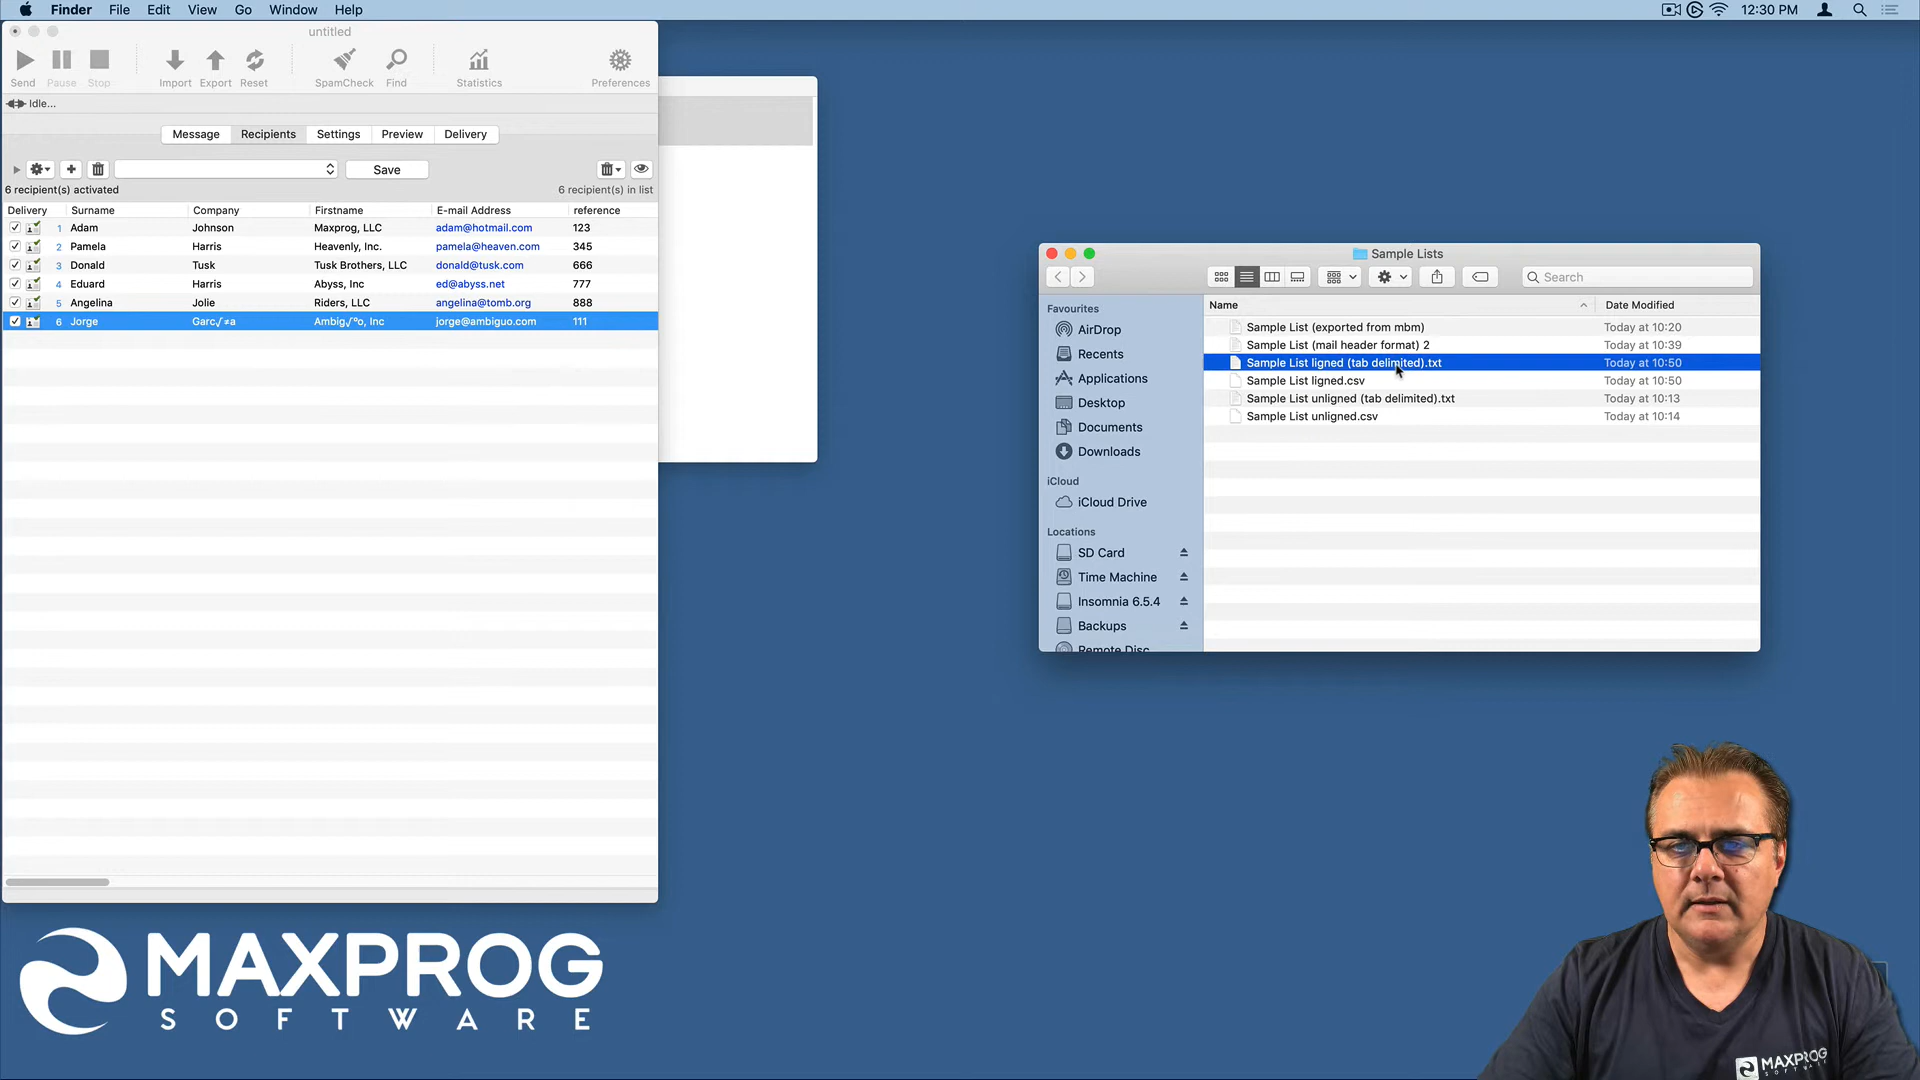 Finder File Edit View Go Window Help 12:30 PM
untitled
Send Pause Stop Import Export Reset SpamCheck Find Statistics Preferences
Idle...
Message Recipients Settings Preview Delivery
Save
6 recipient(s) activated 6 recipient(s) in list
Delivery Surname Company Firstname E-mail Address reference
1 Adam Johnson Maxprog, LLC adam@hotmail.com 123
2 Pamela Harris Heavenly, Inc. pamela@heaven.com 345
3 Donald Tusk Tusk Brothers, LLC donald@tusk.com 666
4 Eduard Harris Abyss, Inc ed@abyss.net 777
5 Angelina Jolie Riders, LLC angelina@tomb.org 888
6 Jorge Garc√≠a Ambig√ºo, Inc jorge@ambiguo.com 111
Sample Lists
Search
Favourites
AirDrop
Recents
Applications
Desktop
Documents
Downloads
iCloud
iCloud Drive
Locations
SD Card
Time Machine
Insomnia 6.5.4
Backups
Remote Disc
Name Date Modified
Sample List (exported from mbm) Today at 10:20
Sample List (mail header format) 2 Today at 10:39
Sample List ligned (tab delimited).txt Today at 10:50
Sample List ligned.csv Today at 10:50
Sample List unligned (tab delimited).txt Today at 10:13
Sample List unligned.csv Today at 10:14
MAXPROG
SOFTWARE
MAXPROG
SOFTWARE